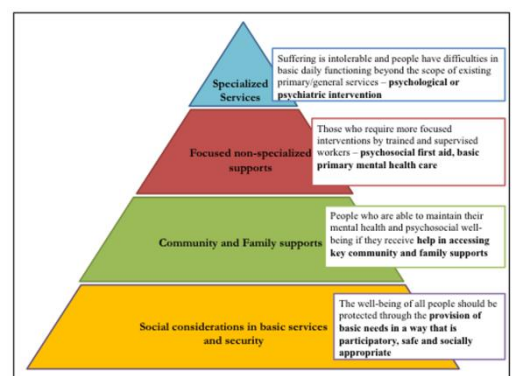 Suffering is intolerable and people have difficulties in
basic daily functioning beyond the scope of existing
primary/general services – psychological or
psychiatric intervention
Specialized
Services
Those who require more focused
interventions by trained and supervised
workers – psychosocial first aid, basic
primary mental health care
Focused non-specialized
supports
People who are able to maintain their
mental health and psychosocial well-
being if they receive help in accessing
key community and family supports
Community and Family supports
The well-being of all people should be
protected through the provision of
basic needs in a way that is
participatory, safe and socially
appropriate
Social considerations in basic services
and security